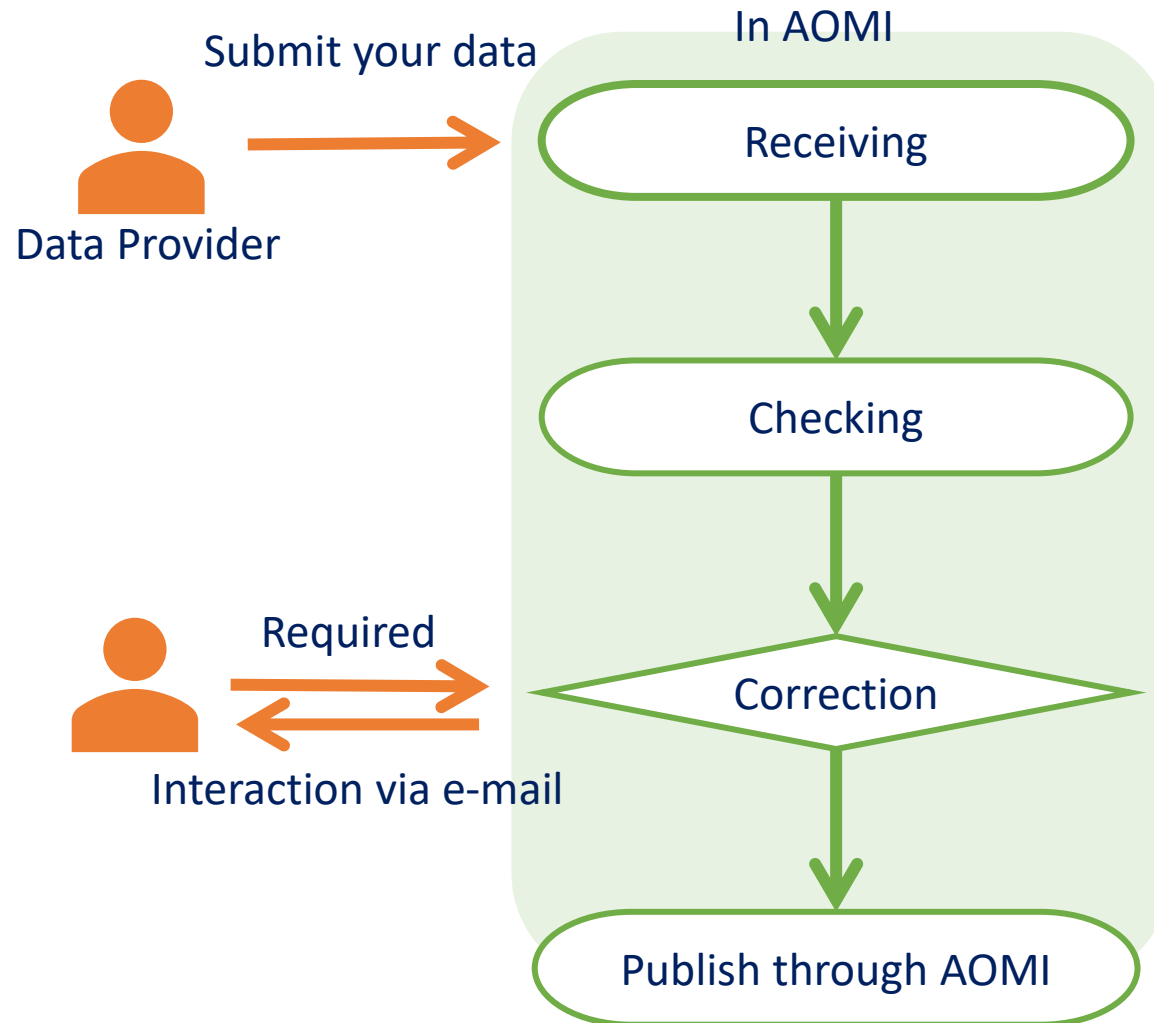 In AOMI
Submit your data
Receiving
Data Provider
Checking
Required
Correction
Interaction via e-mail
Publish through AOMI